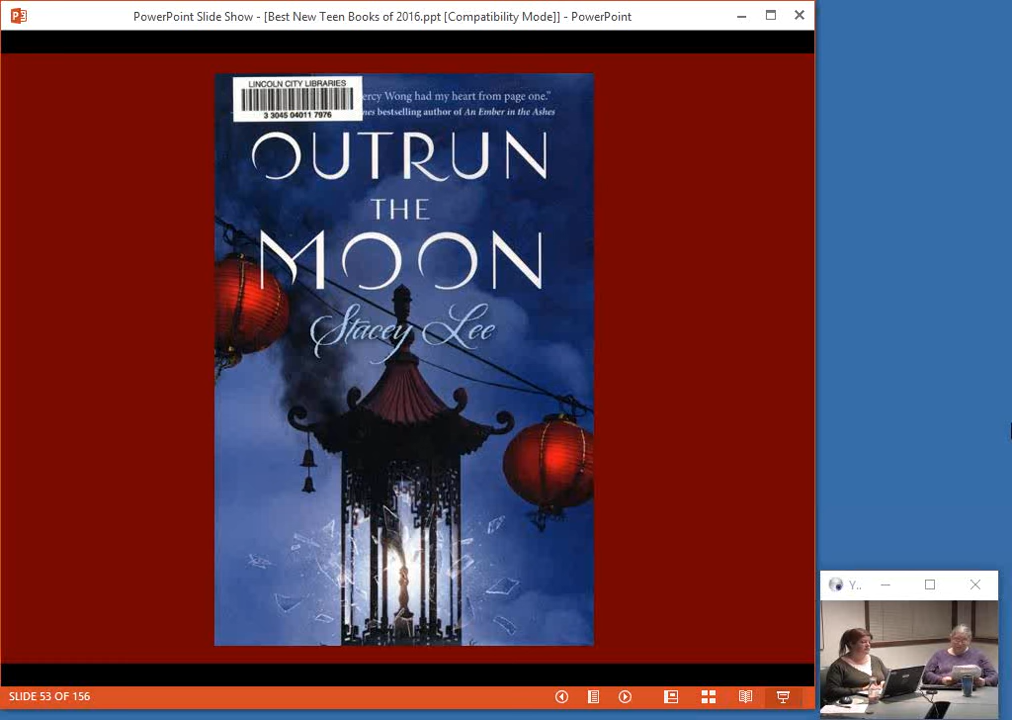 PowerPoint Slide Show - [Best New Teen Books of 2016.ppt [Compatibility Mode]] - PowerPoint
LINCOLN CITY LIBRARIES
3 3045 04011 7976
ercy Wong had my heart from page one."
mes bestselling author of An Ember in the Ashes
OUTRUN
THE
MOON
Stacey Lee
Y..
SLIDE 53 OF 156